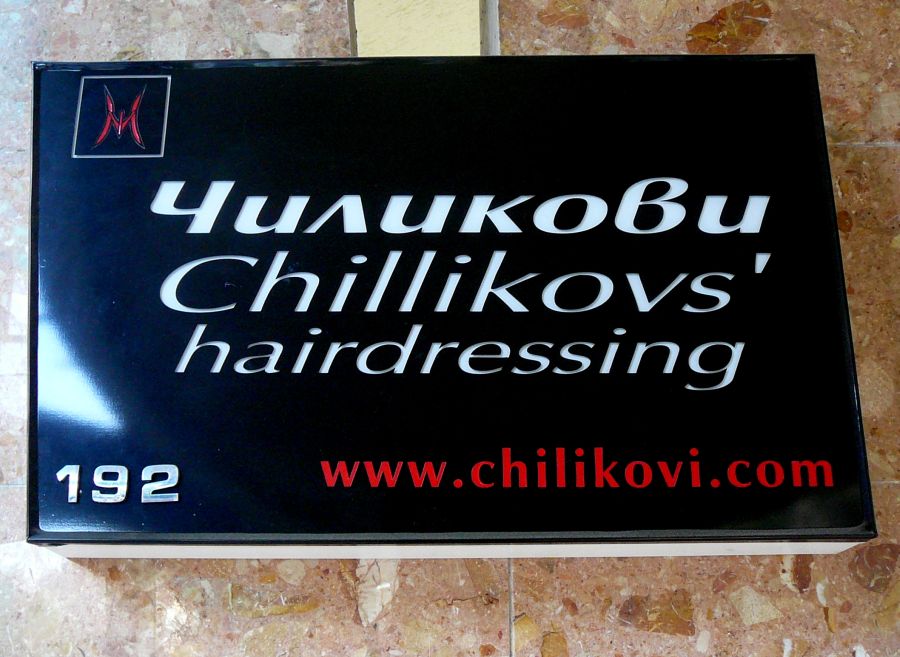 Чиликови
Chillikovs'
hairdressing
192
www.chilikovi.com